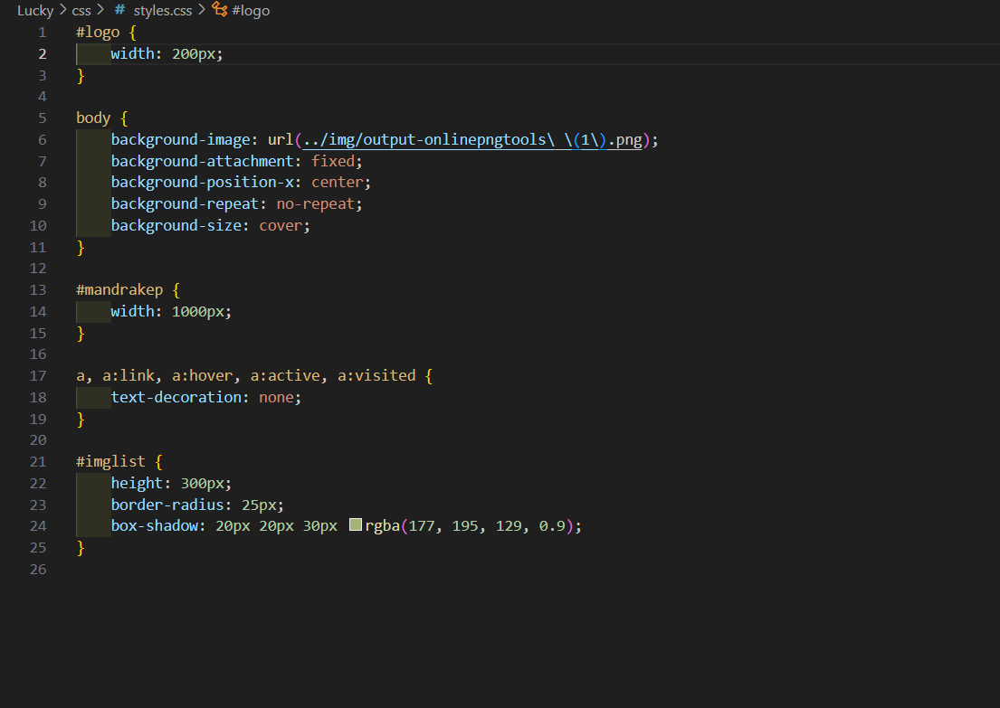 Lucky > css > # styles.css > #logo
1 #logo {
2 width: 200px;
3 }
4
5 body {
6 background-image: url(../img/output-onlinepngtools\ \(1\).png);
7 background-attachment: fixed;
8 background-position-x: center;
9 background-repeat: no-repeat;
10 background-size: cover;
11 }
12
13 #mandrakep {
14 width: 1000px;
15 }
16
17 a, a:link, a:hover, a:active, a:visited {
18 text-decoration: none;
19 }
20
21 #imglist {
22 height: 300px;
23 border-radius: 25px;
24 box-shadow: 20px 20px 30px rgba(177, 195, 129, 0.9);
25 }
26